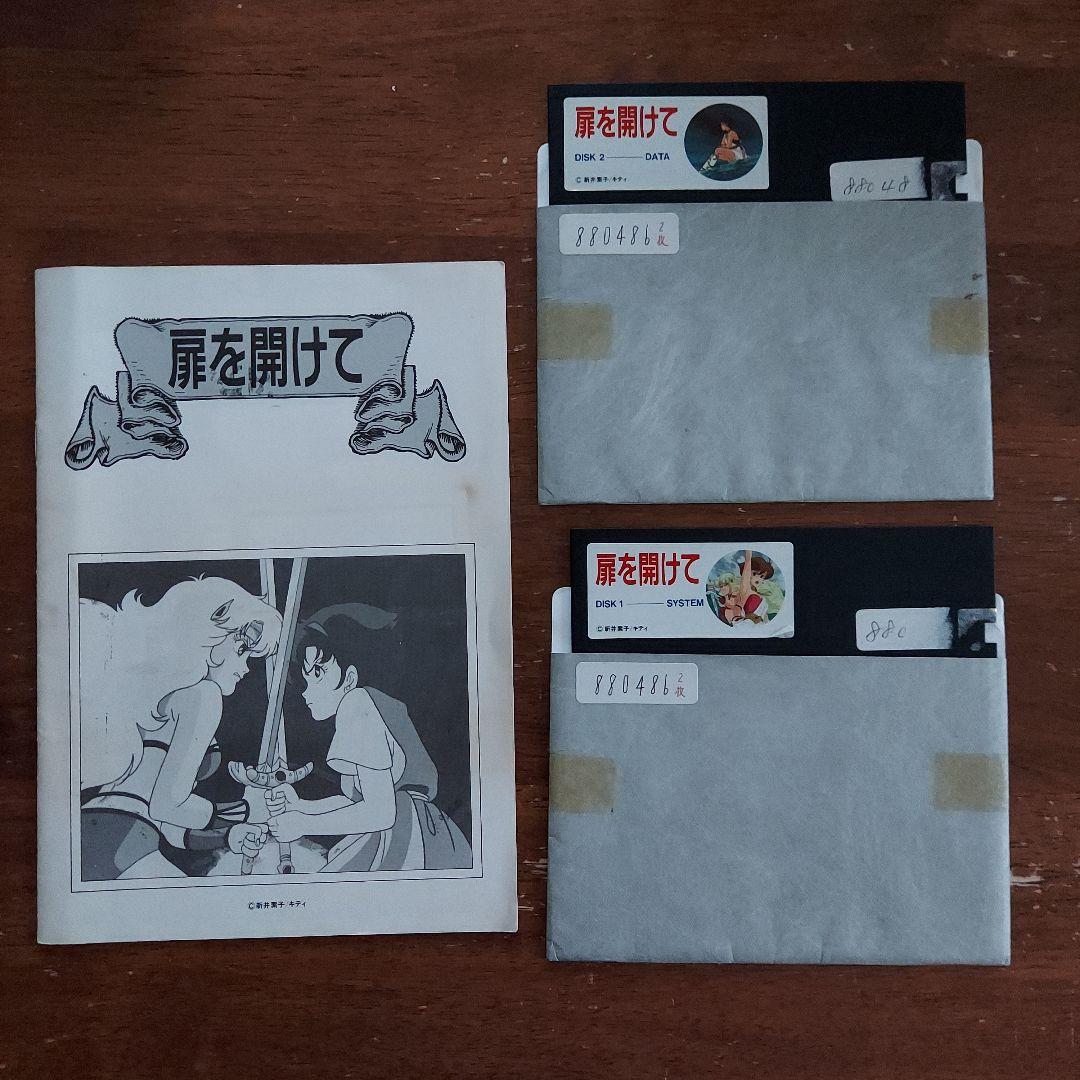 扉を開けて
©新井素子/キティ
扉を開けて
DISK 2 ——— DATA
© 新井素子/キティ
88048
880486 2枚
扉を開けて
DISK 1 ——— SYSTEM
© 新井素子/キティ
880
880486 2枚